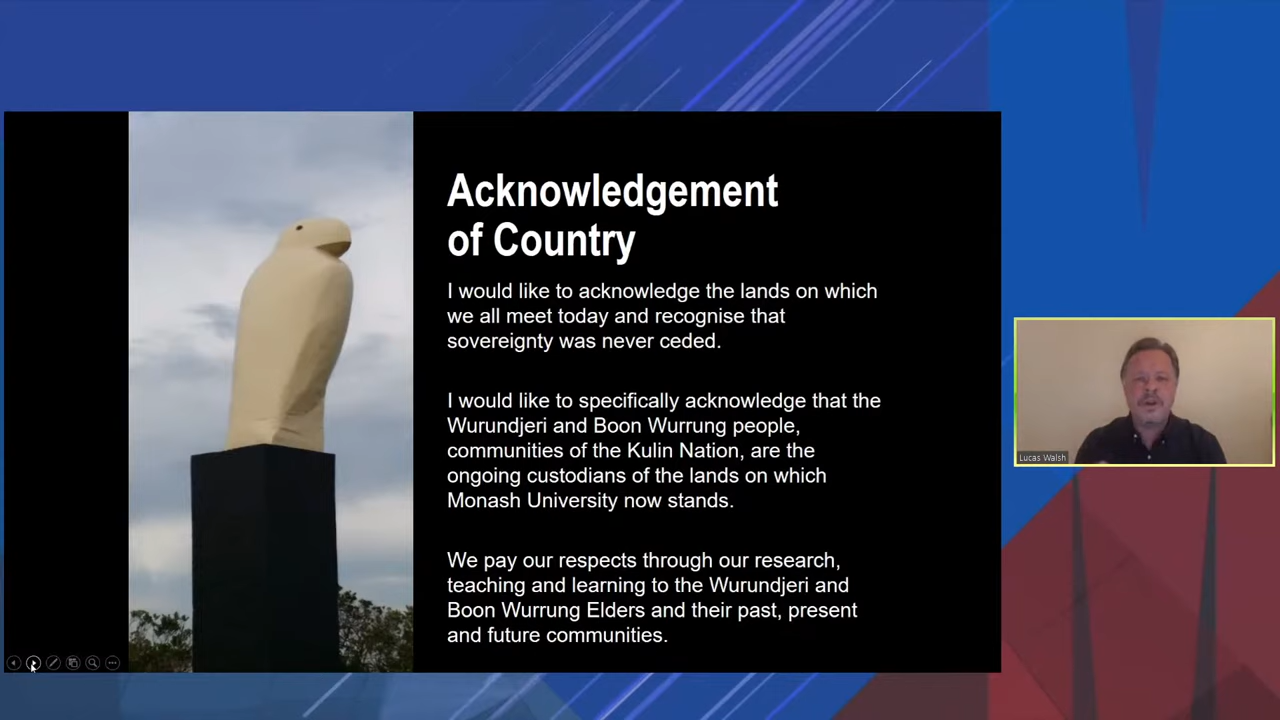 Acknowledgement
of Country
I would like to acknowledge the lands on which
we all meet today and recognise that
sovereignty was never ceded.
I would like to specifically acknowledge that the
Wurundjeri and Boon Wurrung people,
communities of the Kulin Nation, are the
ongoing custodians of the lands on which
Monash University now stands.
We pay our respects through our research,
teaching and learning to the Wurundjeri and
Boon Wurrung Elders and their past, present
and future communities.
Lucas Walsh